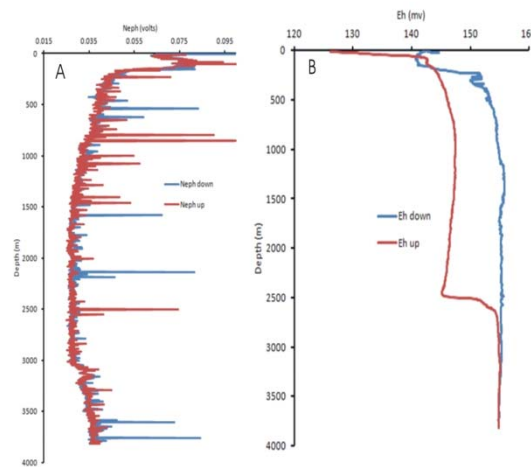 Neph (volts)
0.015 0.035 0.055 0.075 0.095
0
500
1000
1500
2000
2500
3000
3500
4000
Depth (m)
A
Neph down
Neph up
Eh (mv)
120 130 140 150 160
0
500
1000
1500
2000
2500
3000
3500
4000
Depth (m)
B
Eh down
Eh up